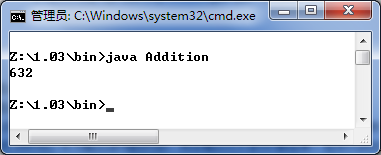 管理员: C:\Windows\system32\cmd.exe
Z:\1.03\bin>java Addition
632
Z:\1.03\bin>